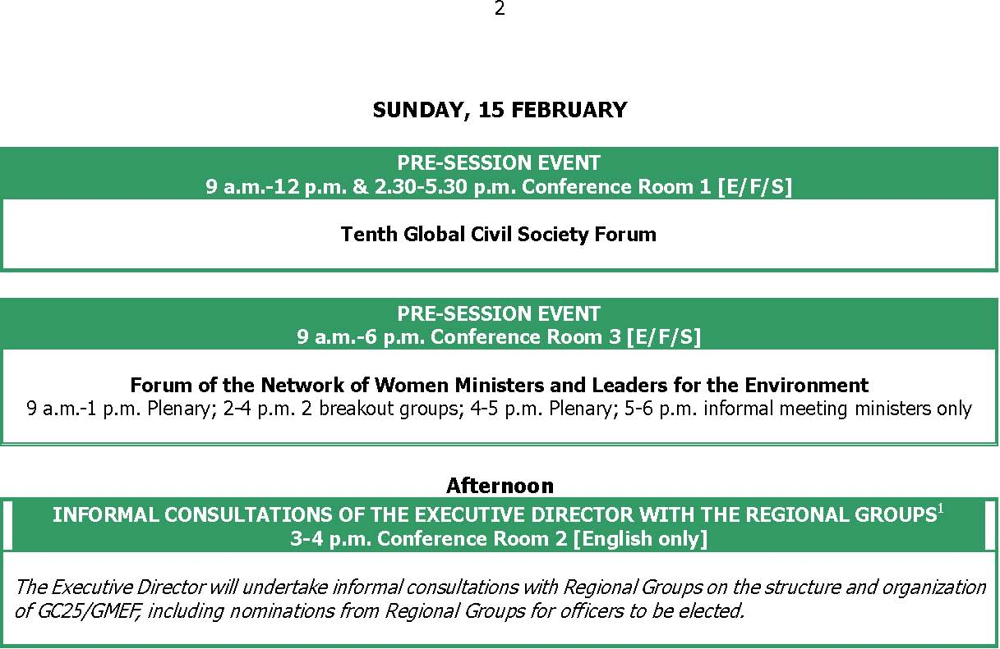 2
SUNDAY, 15 FEBRUARY
PRE-SESSION EVENT
9 a.m.-12 p.m. & 2.30-5.30 p.m. Conference Room 1 [E/F/S]
Tenth Global Civil Society Forum
PRE-SESSION EVENT
9 a.m.-6 p.m. Conference Room 3 [E/F/S]
Forum of the Network of Women Ministers and Leaders for the Environment
9 a.m.-1 p.m. Plenary; 2-4 p.m. 2 breakout groups; 4-5 p.m. Plenary; 5-6 p.m. informal meeting ministers only
Afternoon
INFORMAL CONSULTATIONS OF THE EXECUTIVE DIRECTOR WITH THE REGIONAL GROUPS¹
3-4 p.m. Conference Room 2 [English only]
The Executive Director will undertake informal consultations with Regional Groups on the structure and organization
of GC25/GMEF, including nominations from Regional Groups for officers to be elected.